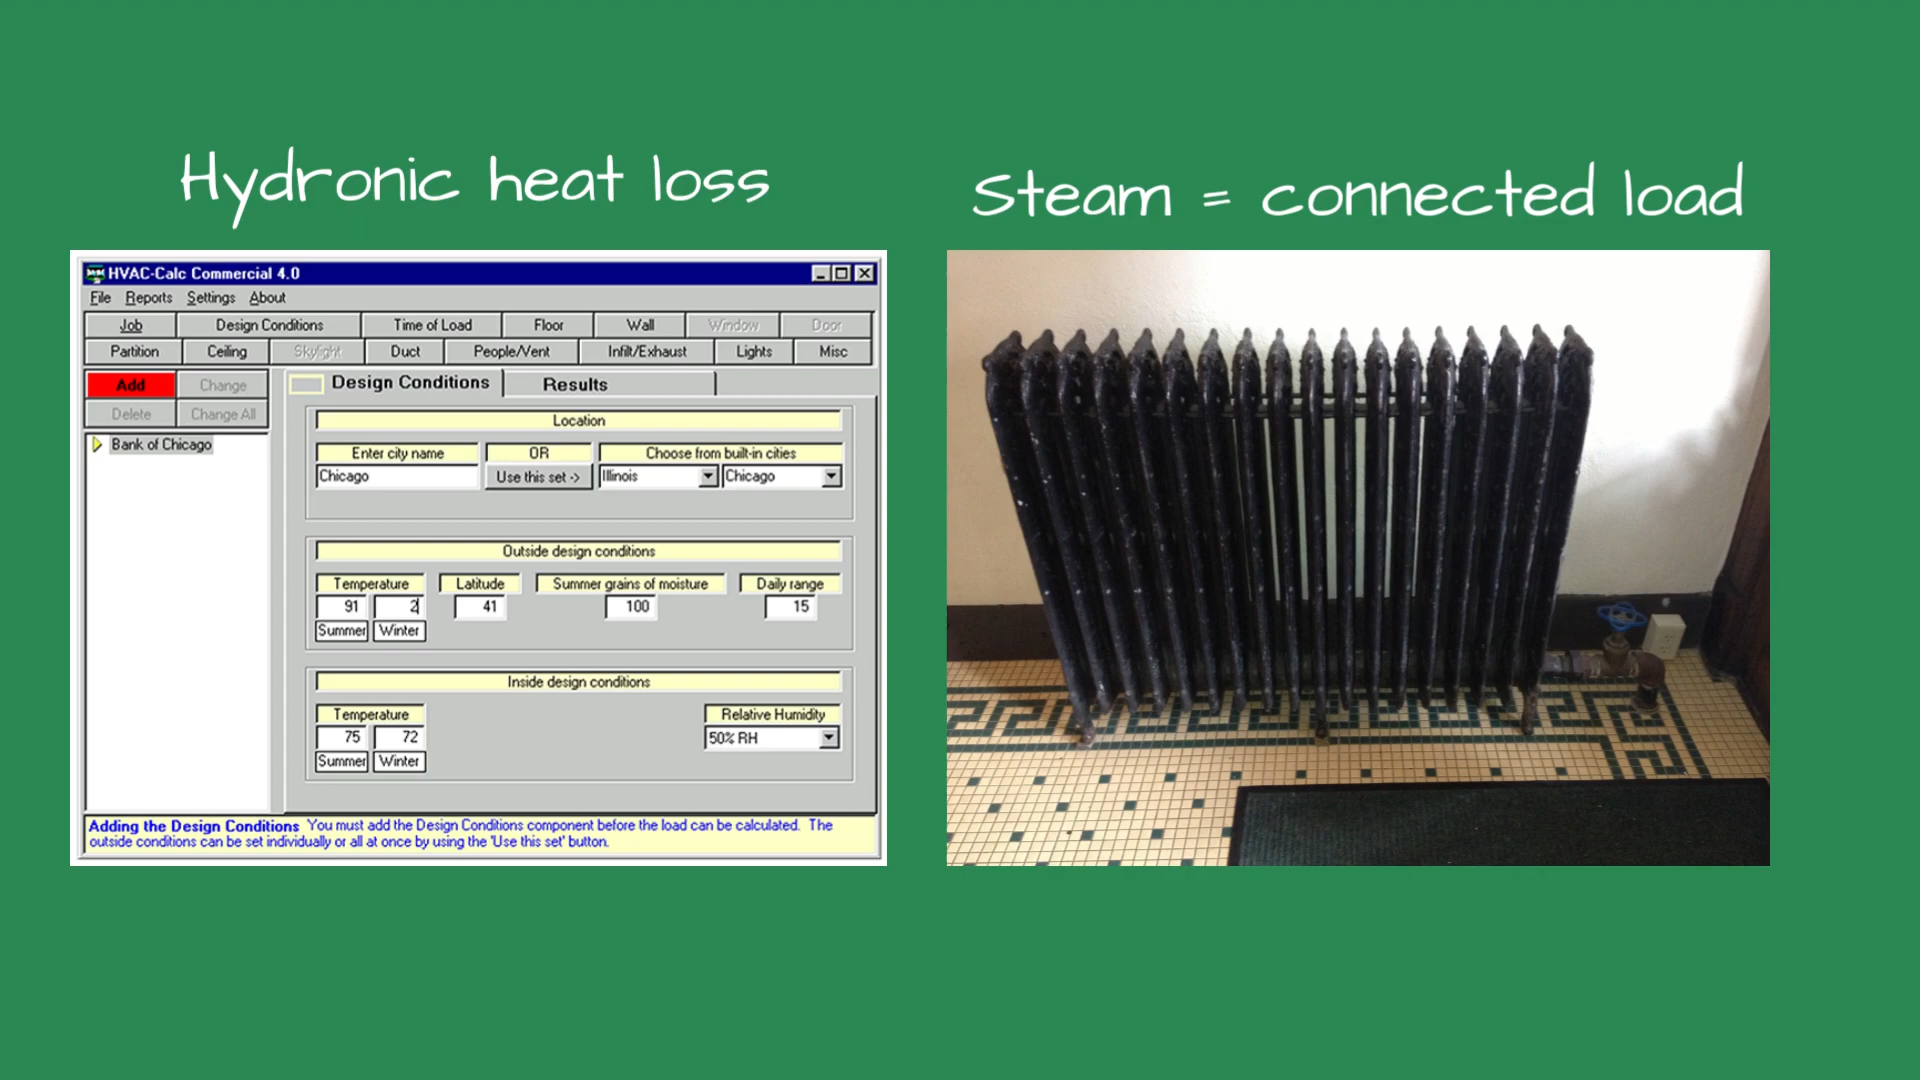 Hydronic heat loss
Steam = connected load
HVAC-Calc Commercial 4.0
File Reports Settings About
Job Design Conditions Time of Load Floor Wall Window Door
Partition Ceiling Skylight Duct People/Vent Infilt/Exhaust Lights Misc
Add Change
Delete Change All
Bank of Chicago
Design Conditions Results
Location
Enter city name OR Choose from built-in cities
Chicago Use this set -> Illinois Chicago
Outside design conditions
Temperature Latitude Summer grains of moisture Daily range
91 2 41 100 15
Summer Winter
Inside design conditions
Temperature Relative Humidity
75 72 50% RH
Summer Winter
Adding the Design Conditions You must add the Design Conditions component before the load can be calculated. The
outside conditions can be set individually or all at once by using the 'Use this set' button.